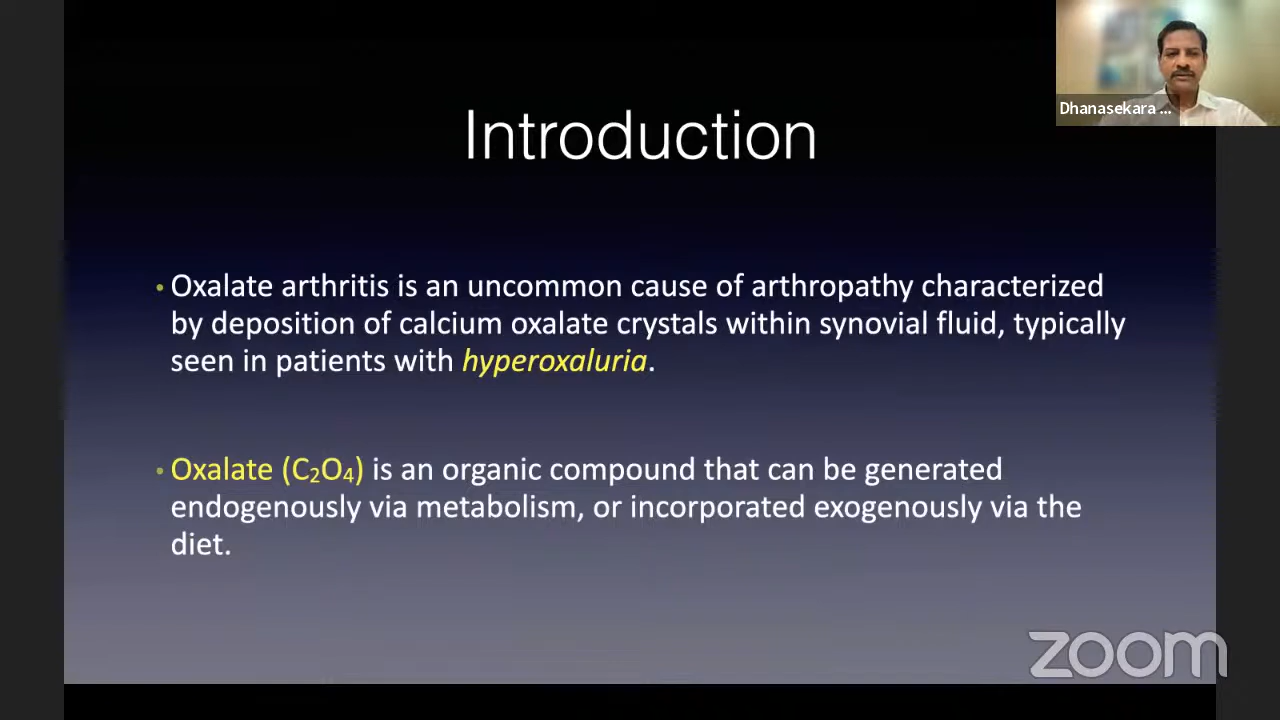 Dhanasekara ...
Introduction
• Oxalate arthritis is an uncommon cause of arthropathy characterized
by deposition of calcium oxalate crystals within synovial fluid, typically
seen in patients with hyperoxaluria.
• Oxalate (C₂O₄) is an organic compound that can be generated
endogenously via metabolism, or incorporated exogenously via the
diet.
zoom